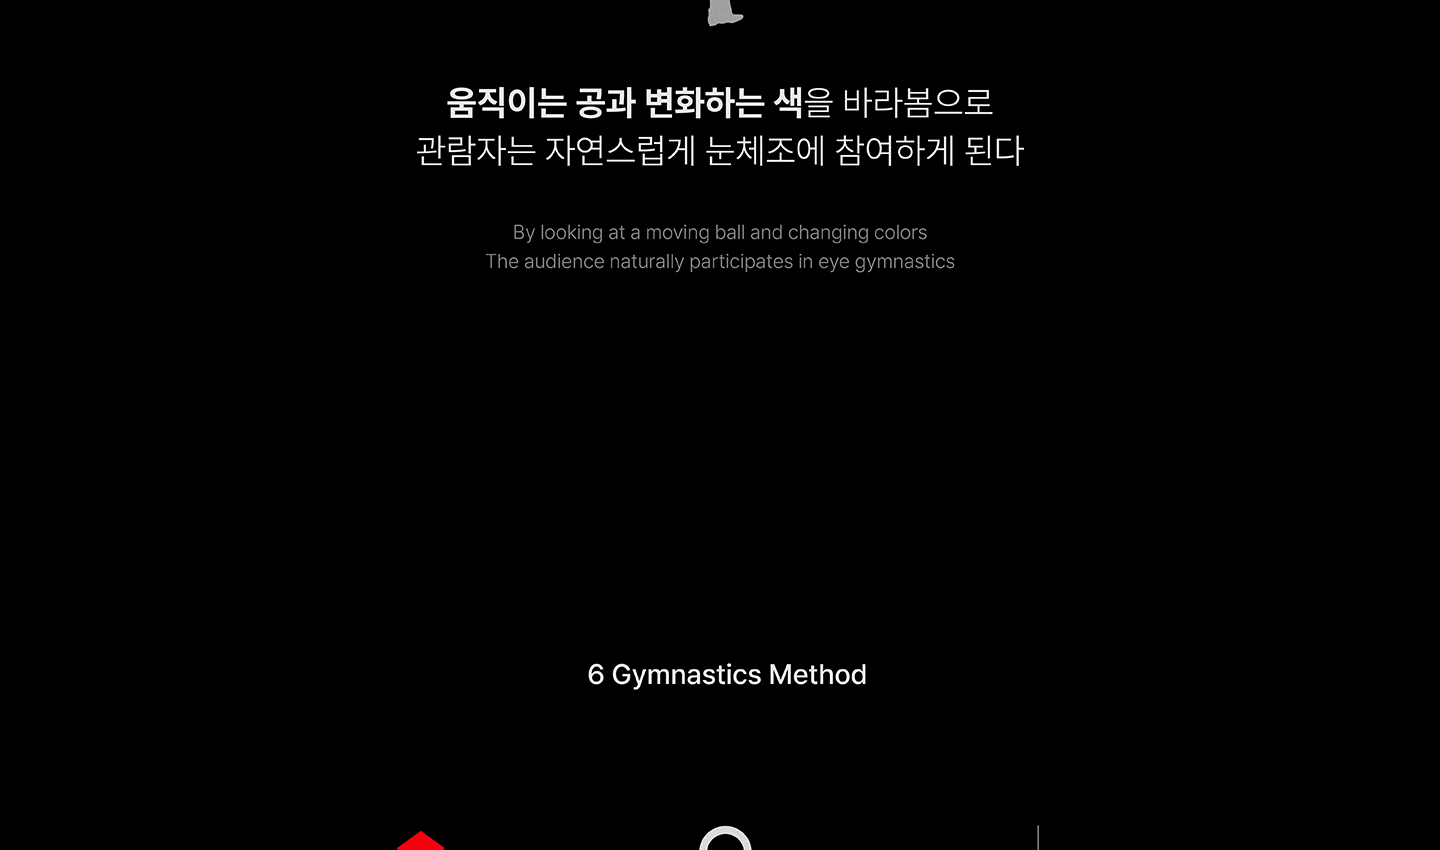 움직이는 공과 변화하는 색을 바라봄으로
관람자는 자연스럽게 눈체조에 참여하게 된다
By looking at a moving ball and changing colors
The audience naturally participates in eye gymnastics
6 Gymnastics Method